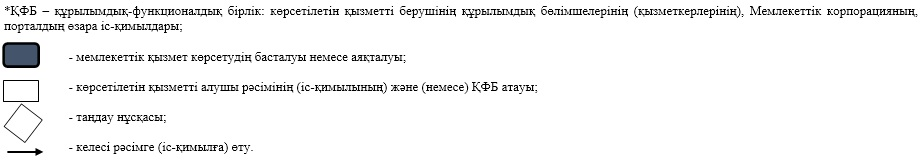 *ҚФБ – құрылымдық-функционалдық бірлік: көрсетілетін қызметті берушінің құрылымдық бөлімшелерінің (қызметкерлерінің), Мемлекеттік корпорацияның,
порталдың өзара іс-қимылдары;
- мемлекеттік қызмет көрсетудің басталуы немесе аяқталуы;
- көрсетілетін қызметті алушы рәсімінің (іс-қимылының) және (немесе) ҚФБ атауы;
- таңдау нұсқасы;
- келесі рәсімге (іс-қимылға) өту.